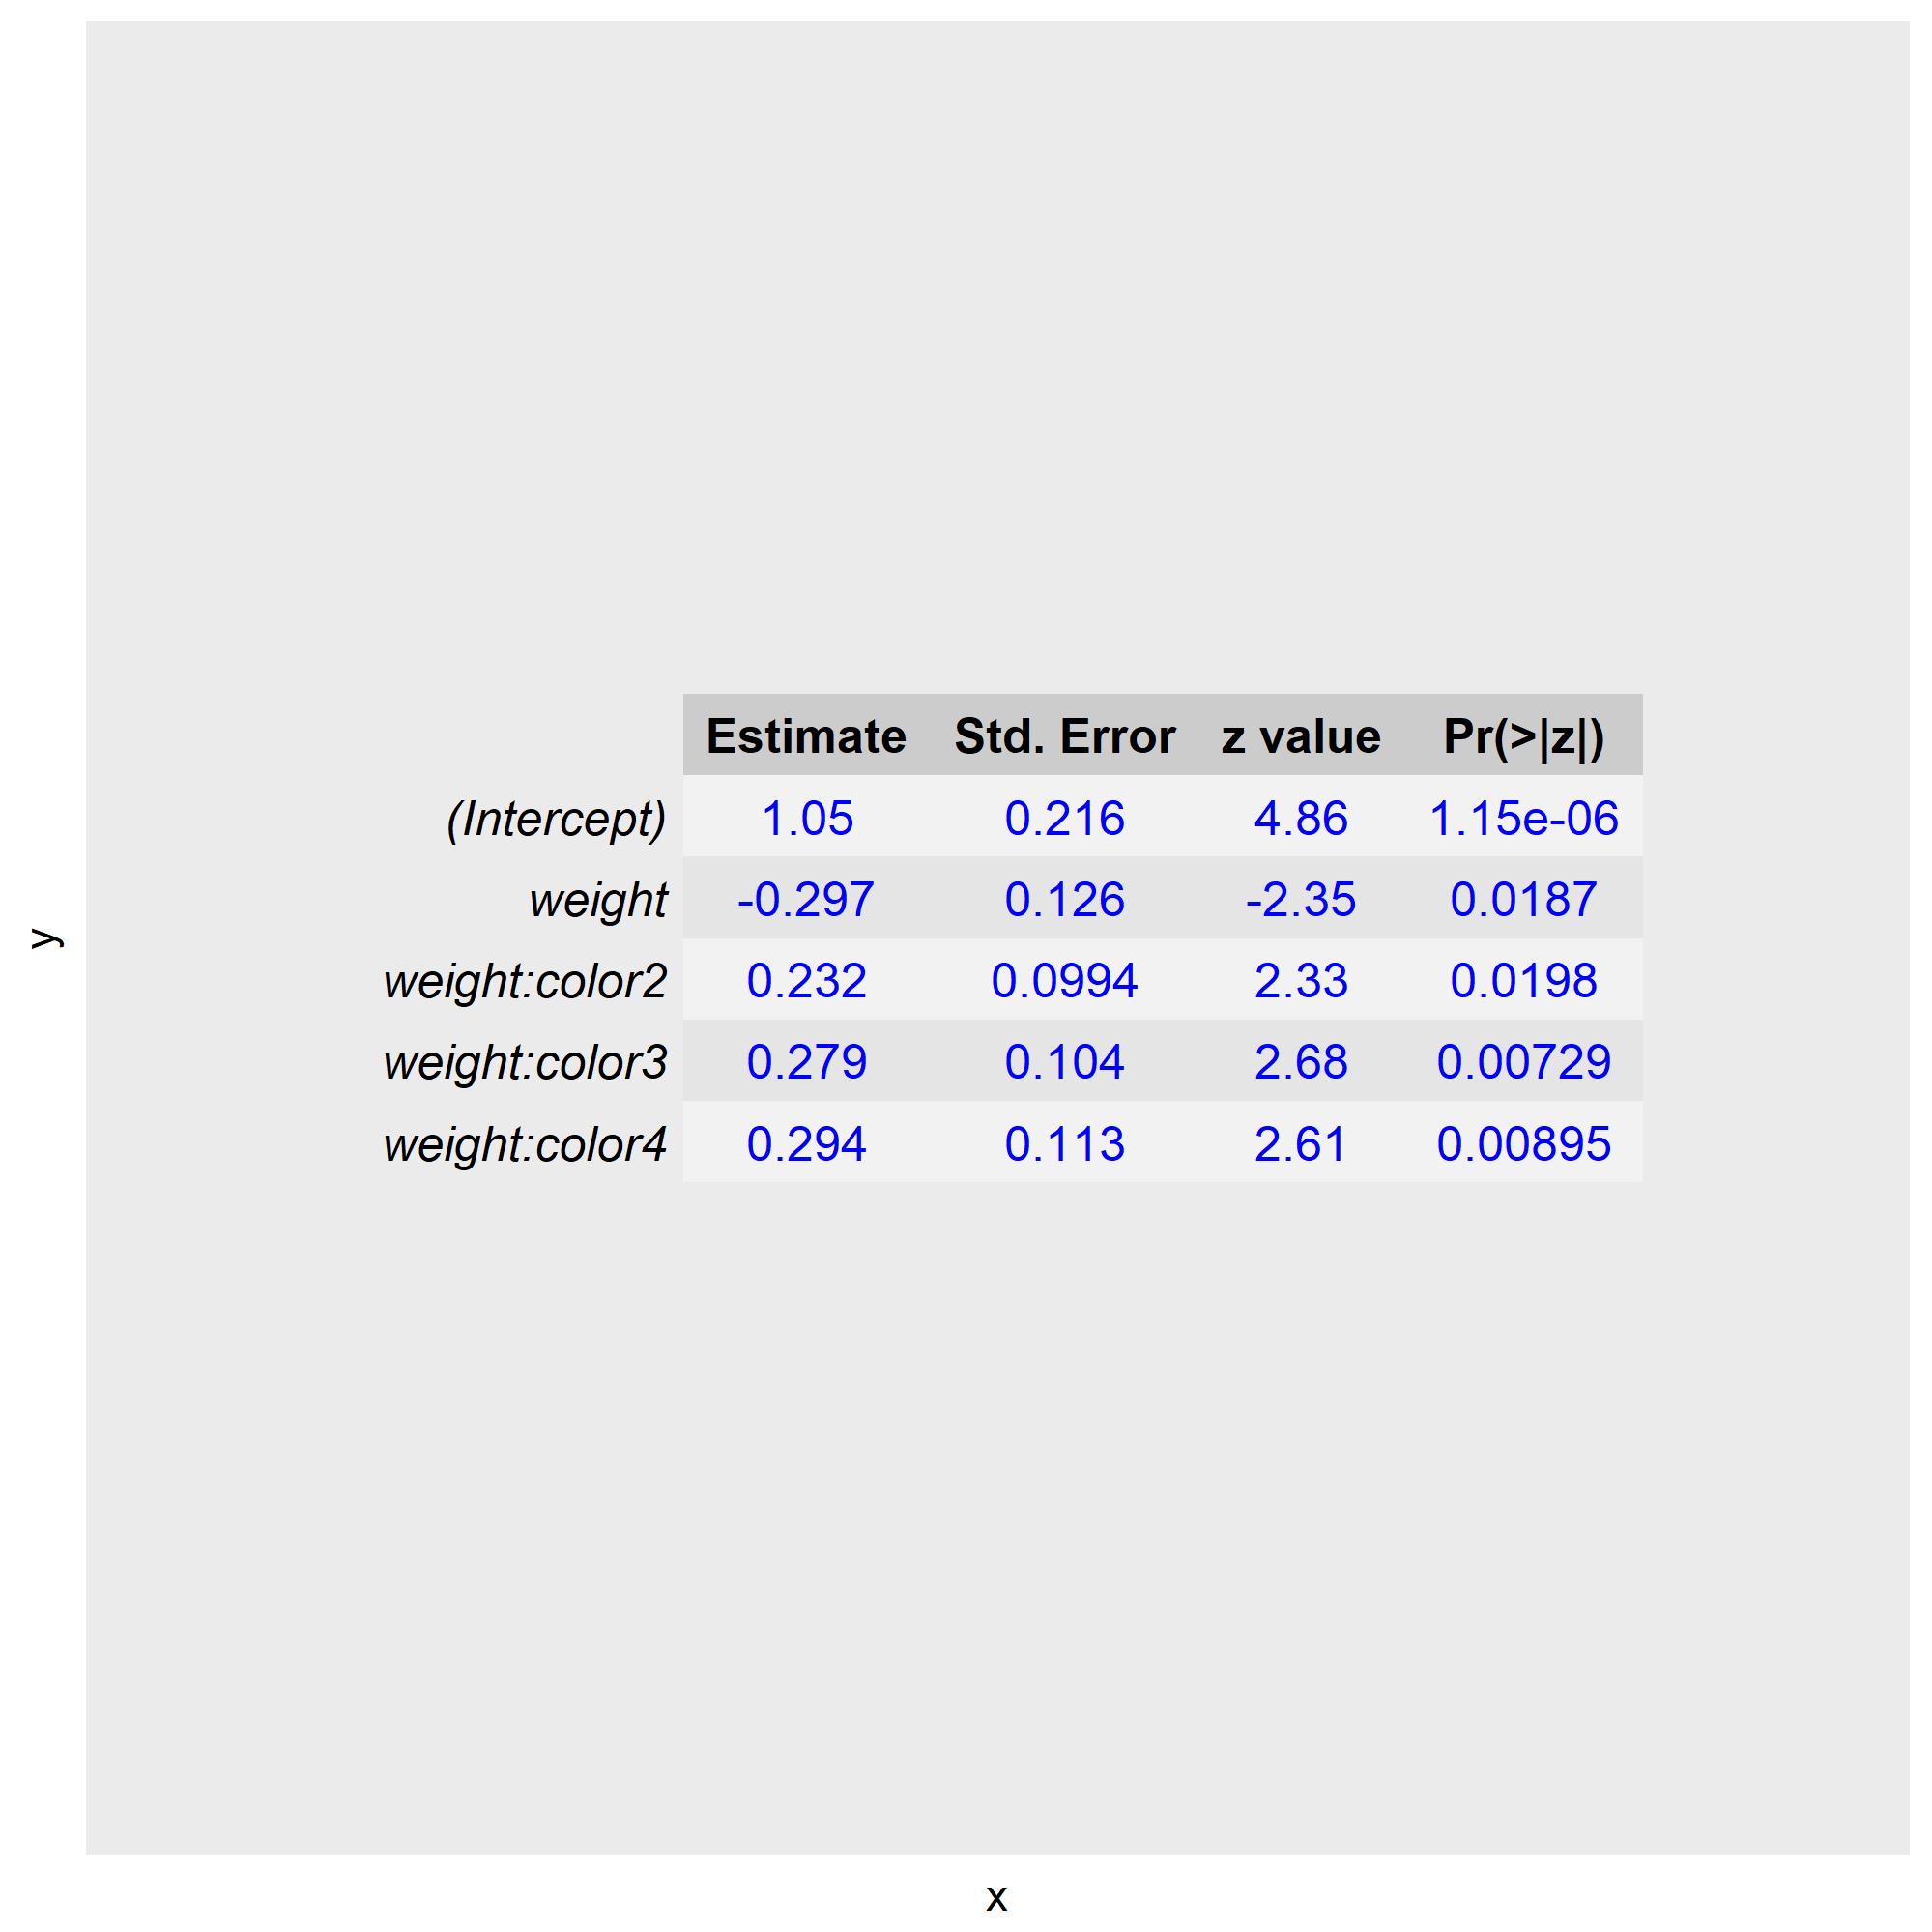 Estimate Std. Error z value Pr(>|z|)
(Intercept) 1.05 0.216 4.86 1.15e-06
weight -0.297 0.126 -2.35 0.0187
weight:color2 0.232 0.0994 2.33 0.0198
weight:color3 0.279 0.104 2.68 0.00729
weight:color4 0.294 0.113 2.61 0.00895
y
x